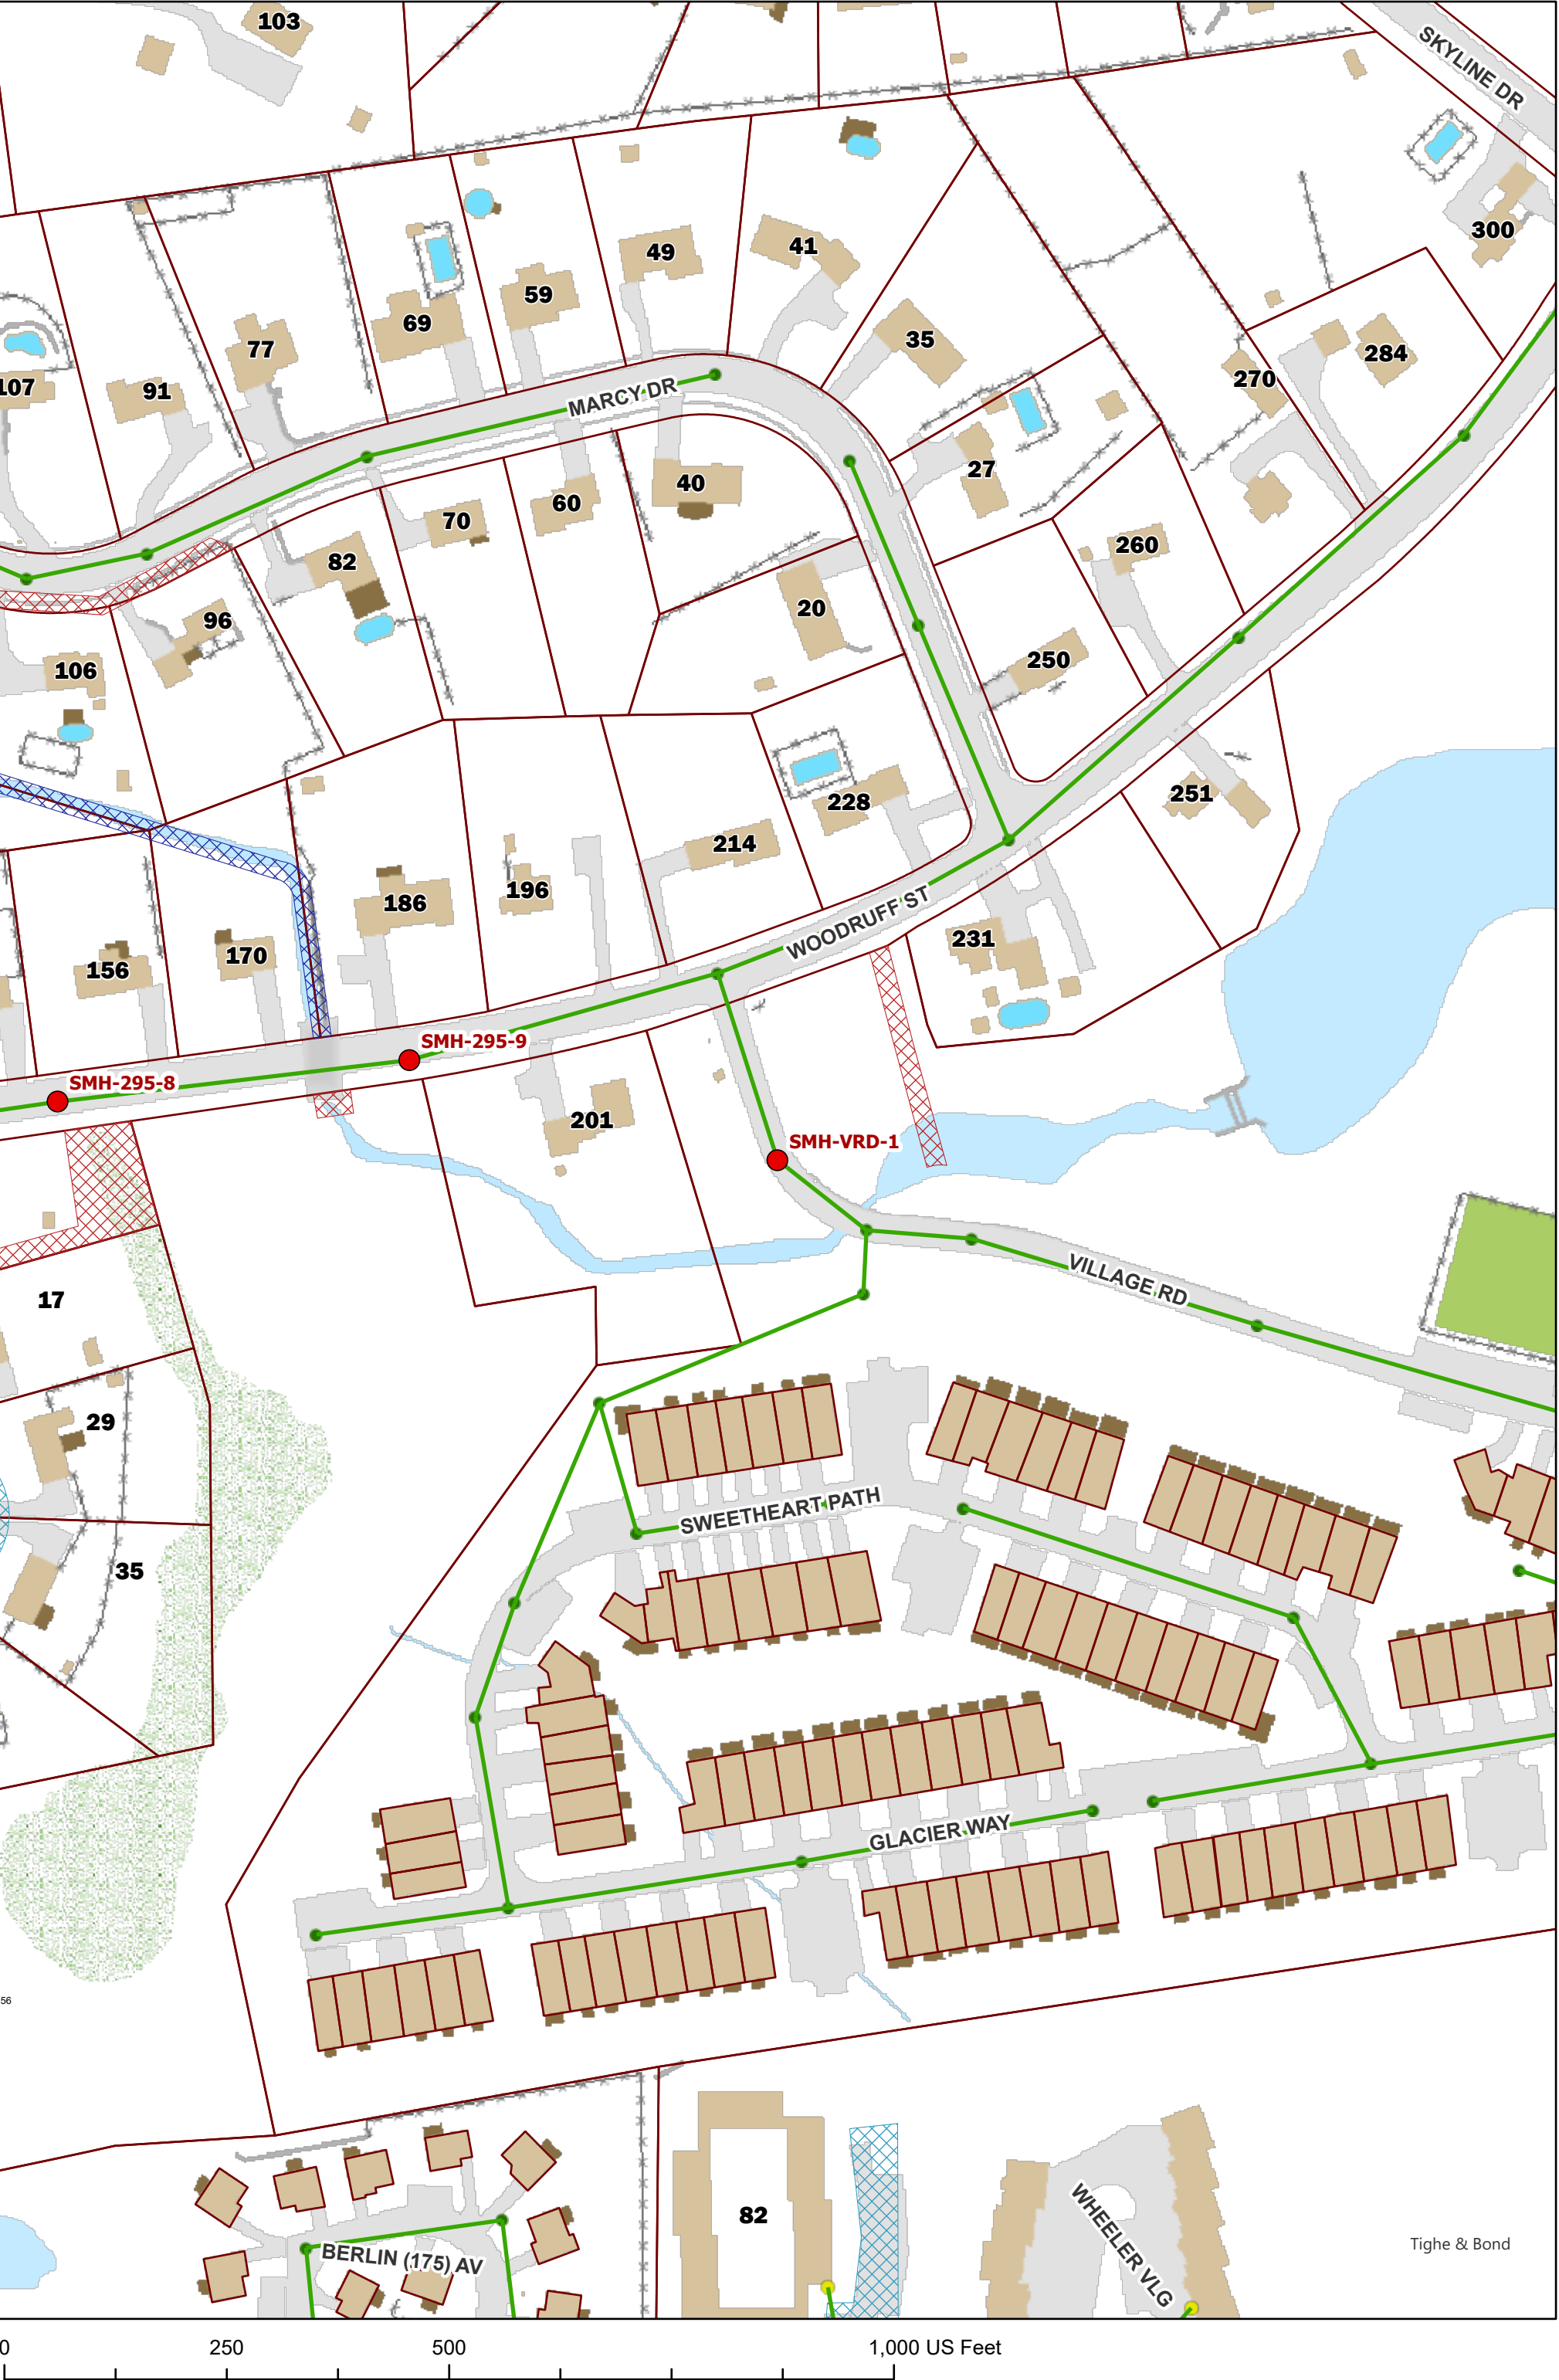 103
SKYLINE DR
300
49
41
59
69
35
77
284
107
91
270
MARCY DR
27
40
60
70
260
82
20
96
250
106
251
228
214
196
186
WOODRUFF ST
231
170
156
SMH-295-9
SMH-295-8
201
SMH-VRD-1
VILLAGE RD
17
29
SWEETHEART PATH
35
GLACIER WAY
56
82
WHEELER VLG
Tighe & Bond
BERLIN (175) AV
0 250 500 1,000 US Feet